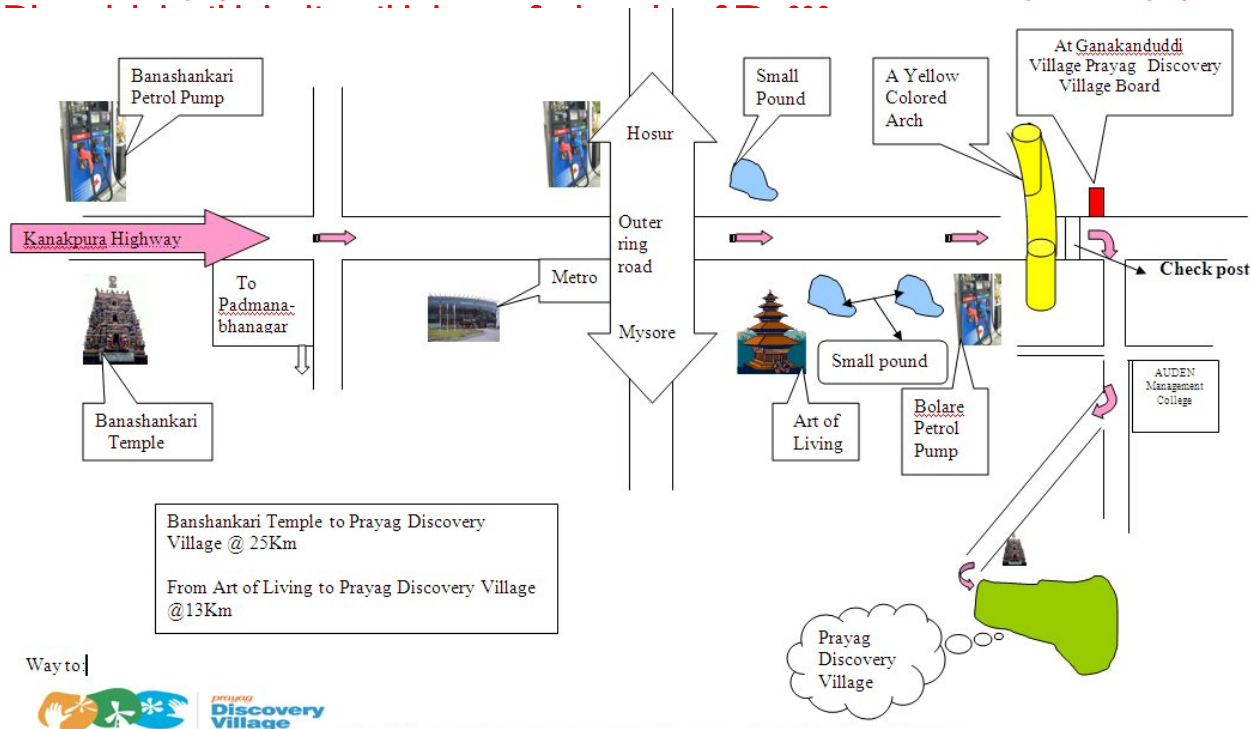 Banashankari
Petrol Pump
Hosur
Small
Pound
A Yellow
Colored
Arch
At Ganakanduddi
Village Prayag Discovery
Village Board
Kanakpura Highway
Outer
ring
road
Check post
To
Padmana-
bhanagar
Metro
Mysore
Small pound
AUDEN
Management
College
Banashankari
Temple
Art of
Living
Bolare
Petrol
Pump
Banshankari Temple to Prayag Discovery
Village @ 25Km
From Art of Living to Prayag Discovery Village
@13Km
Prayag
Discovery
Village
Way to:
prayag
Discovery
Village